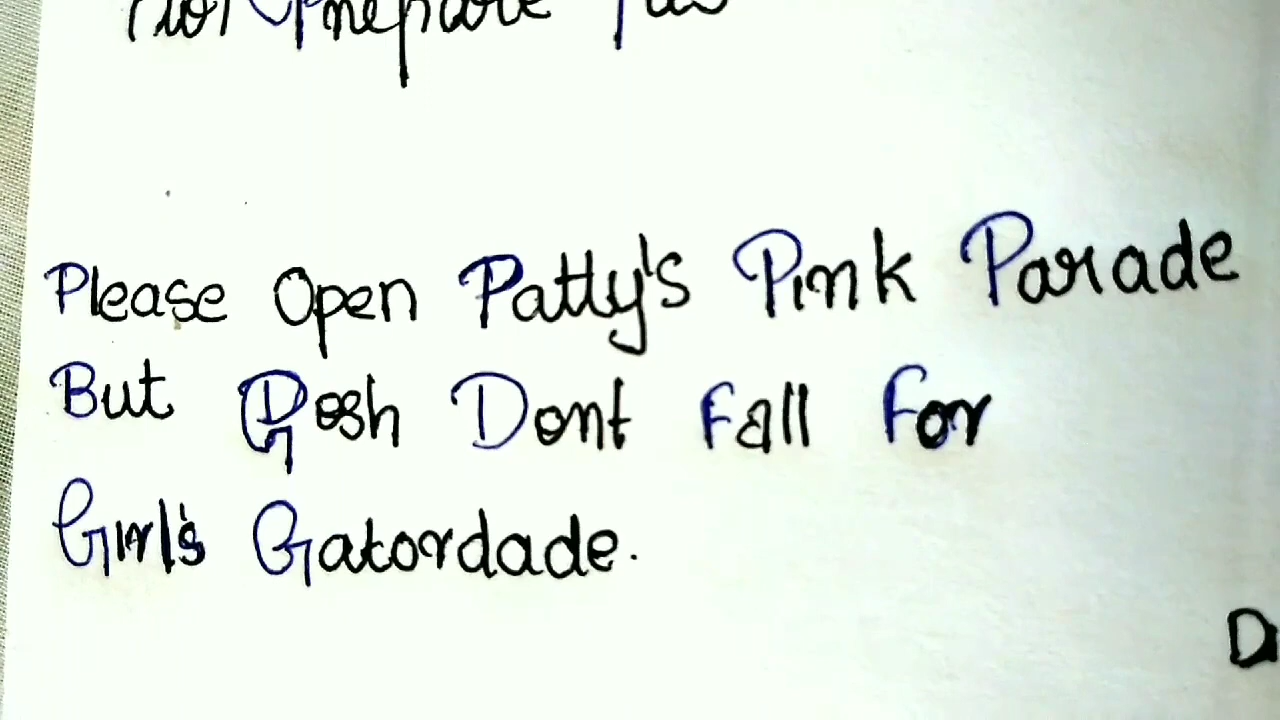 Please Open Patty's Pink Parade
But Gosh Dont Fall For
Girl's Gatordade.